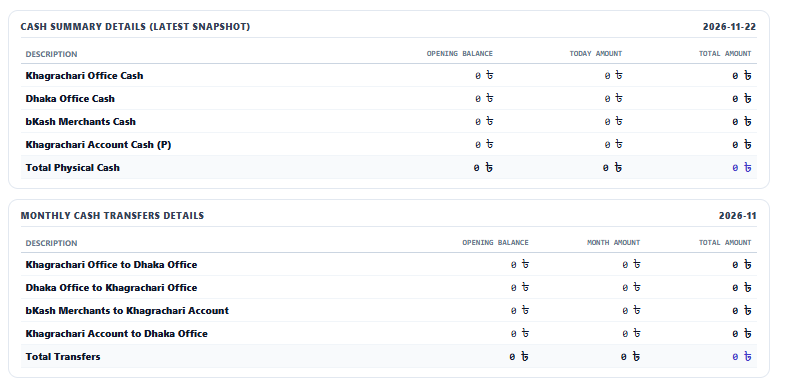 CASH SUMMARY DETAILS (LATEST SNAPSHOT) 2026-11-22
DESCRIPTION OPENING BALANCE TODAY AMOUNT TOTAL AMOUNT
Khagrachari Office Cash 0 ৳ 0 ৳ 0 ৳
Dhaka Office Cash 0 ৳ 0 ৳ 0 ৳
bKash Merchants Cash 0 ৳ 0 ৳ 0 ৳
Khagrachari Account Cash (P) 0 ৳ 0 ৳ 0 ৳
Total Physical Cash 0 ৳ 0 ৳ 0 ৳
MONTHLY CASH TRANSFERS DETAILS 2026-11
DESCRIPTION OPENING BALANCE MONTH AMOUNT TOTAL AMOUNT
Khagrachari Office to Dhaka Office 0 ৳ 0 ৳ 0 ৳
Dhaka Office to Khagrachari Office 0 ৳ 0 ৳ 0 ৳
bKash Merchants to Khagrachari Account 0 ৳ 0 ৳ 0 ৳
Khagrachari Account to Dhaka Office 0 ৳ 0 ৳ 0 ৳
Total Transfers 0 ৳ 0 ৳ 0 ৳